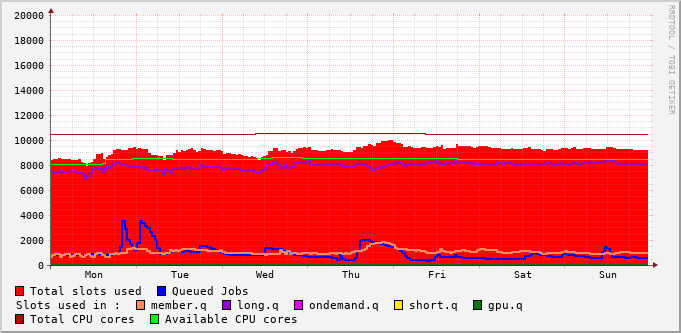 20000
18000
16000
14000
12000
10000
8000
6000
4000
2000
0
Mon Tue Wed Thu Fri Sat Sun
Total slots used Queued Jobs
Slots used in : member.q long.q ondemand.q short.q gpu.q
Total CPU cores Available CPU cores
RRDTOOL / TOBI OETIKER